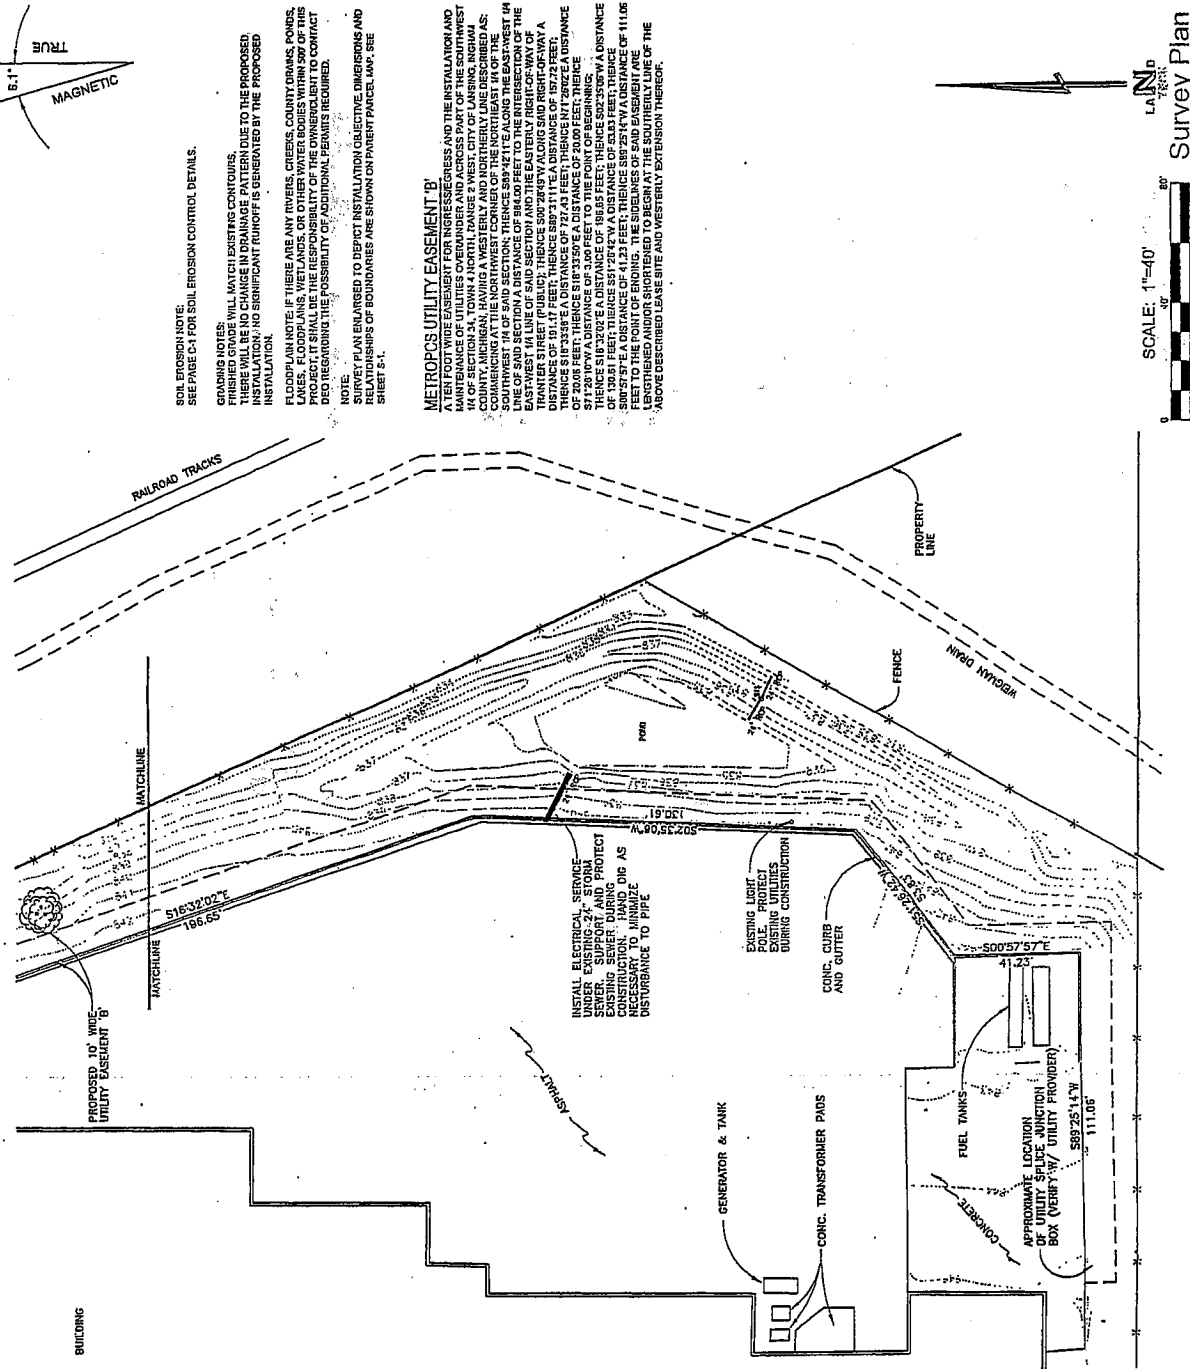 6.1°
TRUE
MAGNETIC
SOIL EROSION NOTE:
SEE PAGE C-1 FOR SOIL EROSION CONTROL DETAILS.
GRADING NOTES:
FINISHED GRADE WILL MATCH EXISTING CONTOURS.
THERE WILL BE NO CHANGE IN DRAINAGE PATTERN DUE TO THE PROPOSED
INSTALLATION. NO SIGNIFICANT RUNOFF IS GENERATED BY THE PROPOSED
INSTALLATION.
FLOODPLAIN NOTE: IF THERE ARE ANY RIVERS, CREEKS, COUNTY DRAINS, PONDS,
LAKES, FLOODPLAINS, WETLANDS, OR OTHER WATER BODIES WITHIN 500' OF THIS
PROJECT, IT SHALL BE THE RESPONSIBILITY OF THE OWNER/CLIENT TO CONTACT
DEQ REGARDING THE POSSIBILITY OF ADDITIONAL PERMITS REQUIRED.
NOTE:
SURVEY PLAN ENLARGED TO DEPICT INSTALLATION OBJECTIVE. DIMENSIONS AND
RELATIONSHIPS OF BOUNDARIES ARE SHOWN ON PARENT PARCEL MAP, SEE
SHEET S-1.
METROPCS UTILITY EASEMENT 'B'
A TEN FOOT WIDE EASEMENT FOR INGRESS/EGRESS AND THE INSTALLATION AND
MAINTENANCE OF UTILITIES OVER/UNDER AND ACROSS PART OF THE SOUTHWEST
1/4 OF SECTION 34, TOWN 4 NORTH, RANGE 2 WEST, CITY OF LANSING, INGHAM
COUNTY, MICHIGAN, HAVING A WESTERLY AND NORTHERLY LINE DESCRIBED AS:
COMMENCING AT THE NORTHWEST CORNER OF THE NORTHEAST 1/4 OF THE
SOUTHWEST 1/4 OF SAID SECTION; THENCE S89°42'11"E ALONG THE EAST-WEST 1/4
LINE OF SAID SECTION A DISTANCE OF 984.00 FEET TO THE INTERSECTION OF THE
EAST-WEST 1/4 LINE OF SAID SECTION AND THE EASTERLY RIGHT-OF-WAY OF
TRANTER STREET (PUBLIC); THENCE S00°28'49"W ALONG SAID RIGHT-OF-WAY A
DISTANCE OF 191.17 FEET; THENCE S89°31'11"E A DISTANCE OF 157.72 FEET;
THENCE S18°33'58"E A DISTANCE OF 727.43 FEET; THENCE N71°26'02"E A DISTANCE
OF 20.05 FEET; THENCE S18°33'50"E A DISTANCE OF 20.00 FEET; THENCE
S71°26'10"W A DISTANCE OF 3.00 FEET TO THE POINT OF BEGINNING;
THENCE S16°32'02"E A DISTANCE OF 196.65 FEET; THENCE S02°35'08"W A DISTANCE
OF 130.61 FEET; THENCE S51°26'42"W A DISTANCE OF 53.83 FEET; THENCE
S00°57'57"E A DISTANCE OF 41.23 FEET; THENCE S89°25'14"W A DISTANCE OF 111.06
FEET TO THE POINT OF ENDING. THE SIDELINES OF SAID EASEMENT ARE
LENGTHENED AND/OR SHORTENED TO BEGIN AT THE SOUTHERLY LINE OF THE
ABOVE DESCRIBED LEASE SITE AND WESTERLY EXTENSION THEREOF.
RAILROAD TRACKS
MATCHLINE
MATCHLINE
PROPERTY
LINE
WEIGMAN DRAIN
FENCE
POND
S16°32'02"E
196.65'
S02°35'08"W
130.61'
S51°26'42"W
53.83'
S00°57'57"E
41.23'
S89°25'14"W
111.06'
PROPOSED 10' WIDE
UTILITY EASEMENT 'B'
INSTALL ELECTRICAL SERVICE
UNDER EXISTING 24" STORM
SEWER. SUPPORT AND PROTECT
EXISTING SEWER DURING
CONSTRUCTION. HAND DIG AS
NECESSARY TO MINIMIZE
DISTURBANCE TO PIPE
EXISTING LIGHT
POLE, PROTECT
EXISTING UTILITIES
DURING CONSTRUCTION
CONC. CURB
AND GUTTER
ASPHALT
GENERATOR & TANK
CONC. TRANSFORMER PADS
FUEL TANKS
CONCRETE
APPROXIMATE LOCATION
OF UTILITY SPLICE JUNCTION
BOX (VERIFY W/ UTILITY PROVIDER)
BUILDING
SCALE: 1"=40'
0 40' 80'
N
Survey Plan